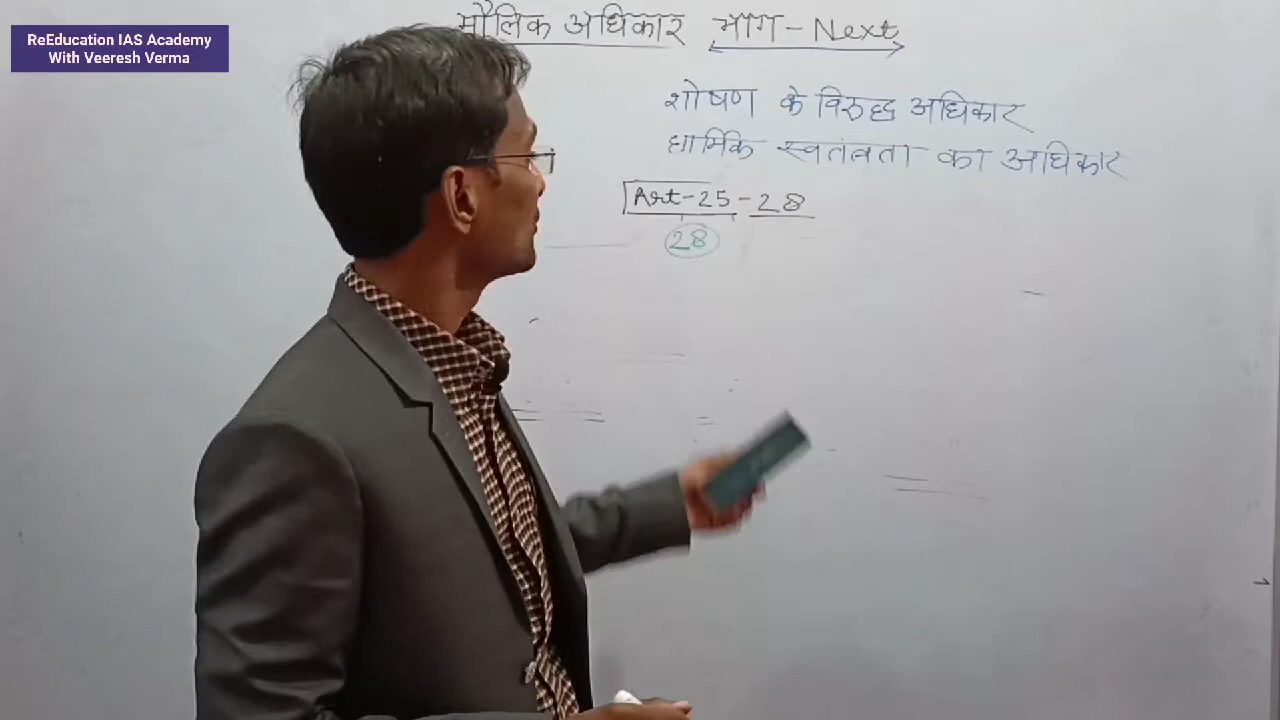 ReEducation IAS Academy
With Veeresh Verma
मौलिक अधिकार भाग - Next
शोषण के विरुद्ध अधिकार
धार्मिक स्वतंत्रता का अधिकार
Art-25-28
28